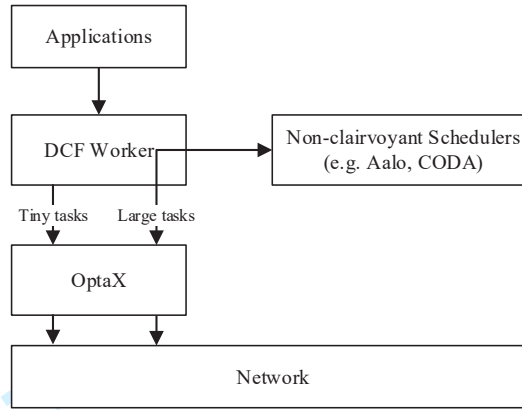 Applications
DCF Worker
Non-clairvoyant Schedulers
(e.g. Aalo, CODA)
Tiny tasks
Large tasks
OptaX
Network